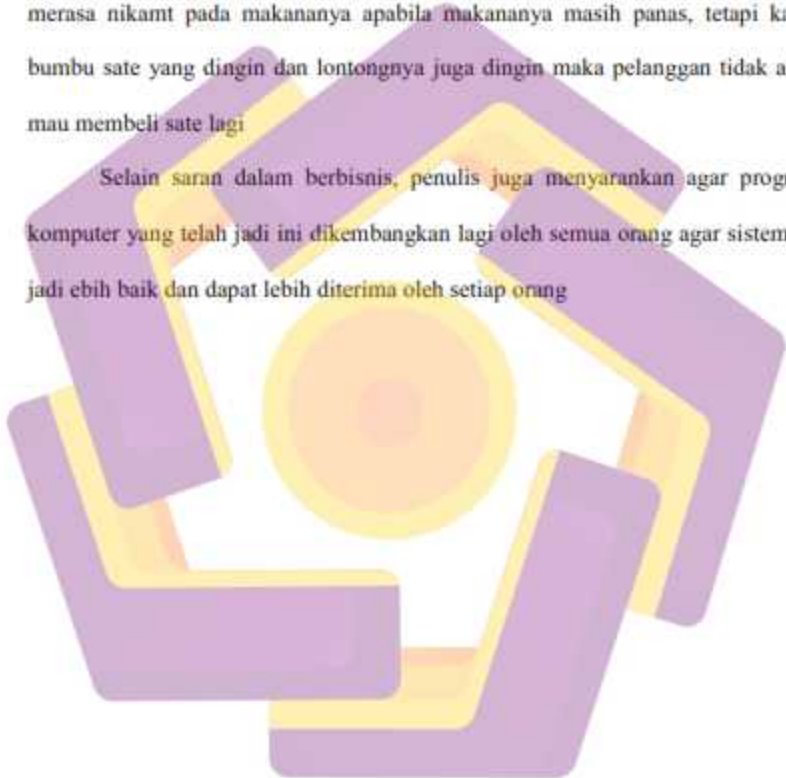 merasa nikamt pada makananya apabila makananya masih panas, tetapi
bumbu sate yang dingin dan lontongnya juga dingin maka pelanggan tidak
mau membeli sate lagi
Selain saran dalam berbisnis, penulis juga menyarankan agar
komputer yang telah jadi ini dikembangkan lagi oleh semua orang agar sistem
jadi ebih baik dan dapat lebih diterima oleh setiap orang